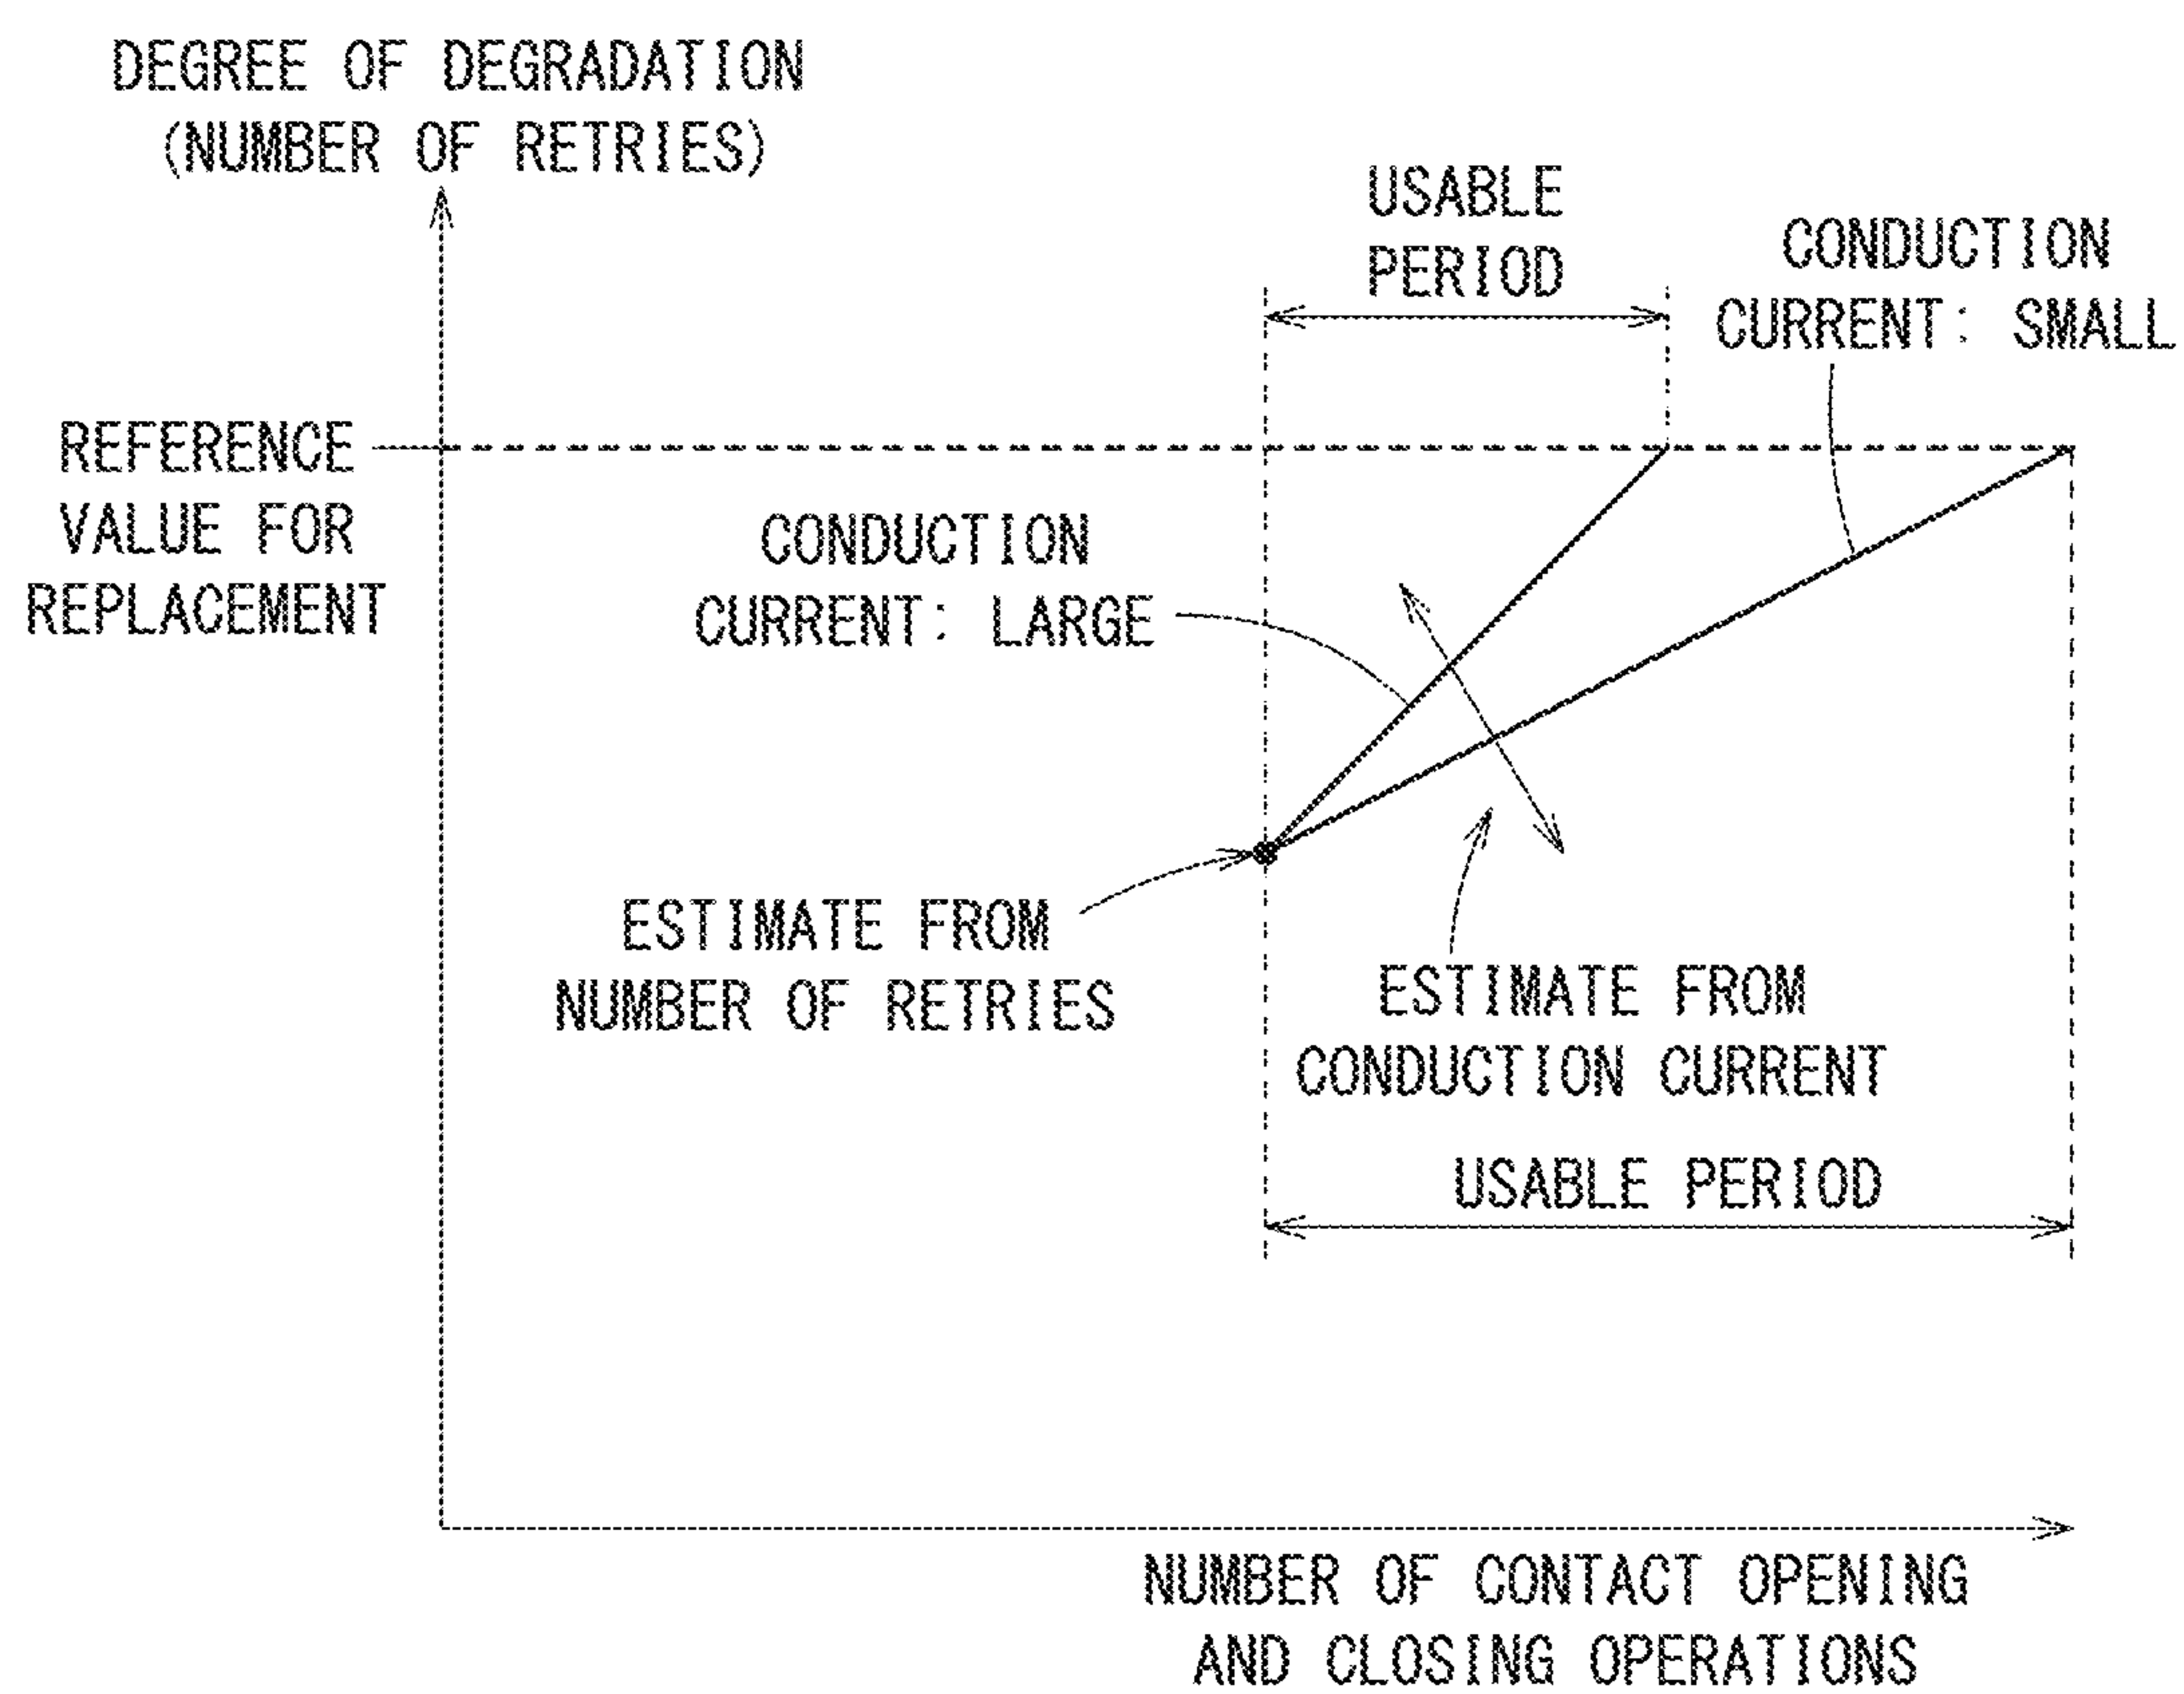 DEGREE OF DEGRADATION
(NUMBER OF RETRIES)
USABLE
PERIOD
CONDUCTION
CURRENT: SMALL
REFERENCE
VALUE FOR
REPLACEMENT
CONDUCTION
CURRENT: LARGE
ESTIMATE FROM
NUMBER OF RETRIES
ESTIMATE FROM
CONDUCTION CURRENT
USABLE PERIOD
NUMBER OF CONTACT OPENING
AND CLOSING OPERATIONS